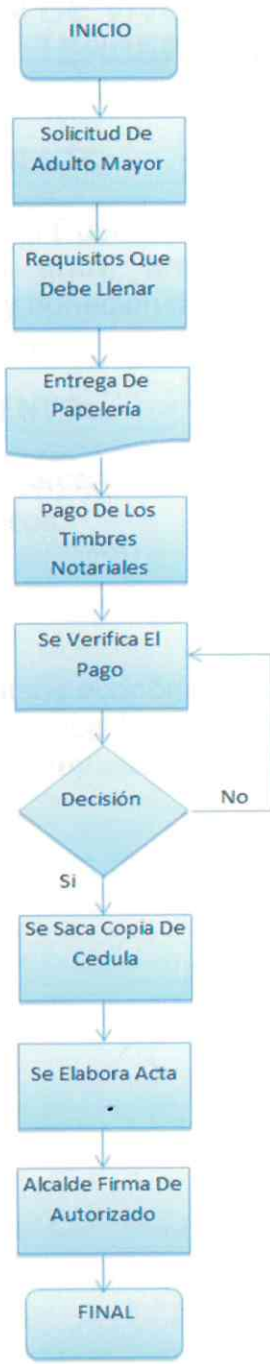 INICIO
Solicitud De
Adulto Mayor
Requisitos Que
Debe Llenar
Entrega De
Papelería
Pago De Los
Timbres
Notariales
Se Verifica El
Pago
Decisión
No
Si
Se Saca Copia De
Cedula
Se Elabora Acta
Alcalde Firma De
Autorizado
FINAL